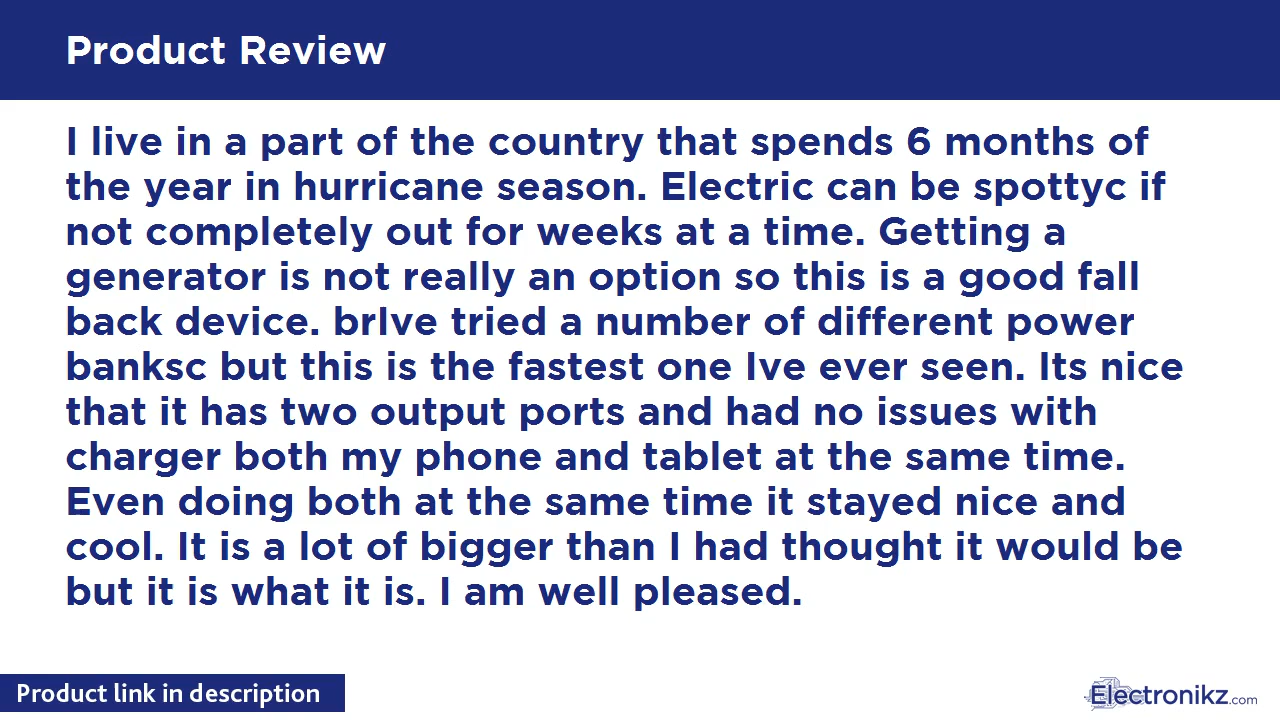 Product Review
I live in a part of the country that spends 6 months of
the year in hurricane season. Electric can be spottyc if
not completely out for weeks at a time. Getting a
generator is not really an option so this is a good fall
back device. brIve tried a number of different power
banksc but this is the fastest one Ive ever seen. Its nice
that it has two output ports and had no issues with
charger both my phone and tablet at the same time.
Even doing both at the same time it stayed nice and
cool. It is a lot of bigger than I had thought it would be
but it is what it is. I am well pleased.
Product link in description
Electronikz.com